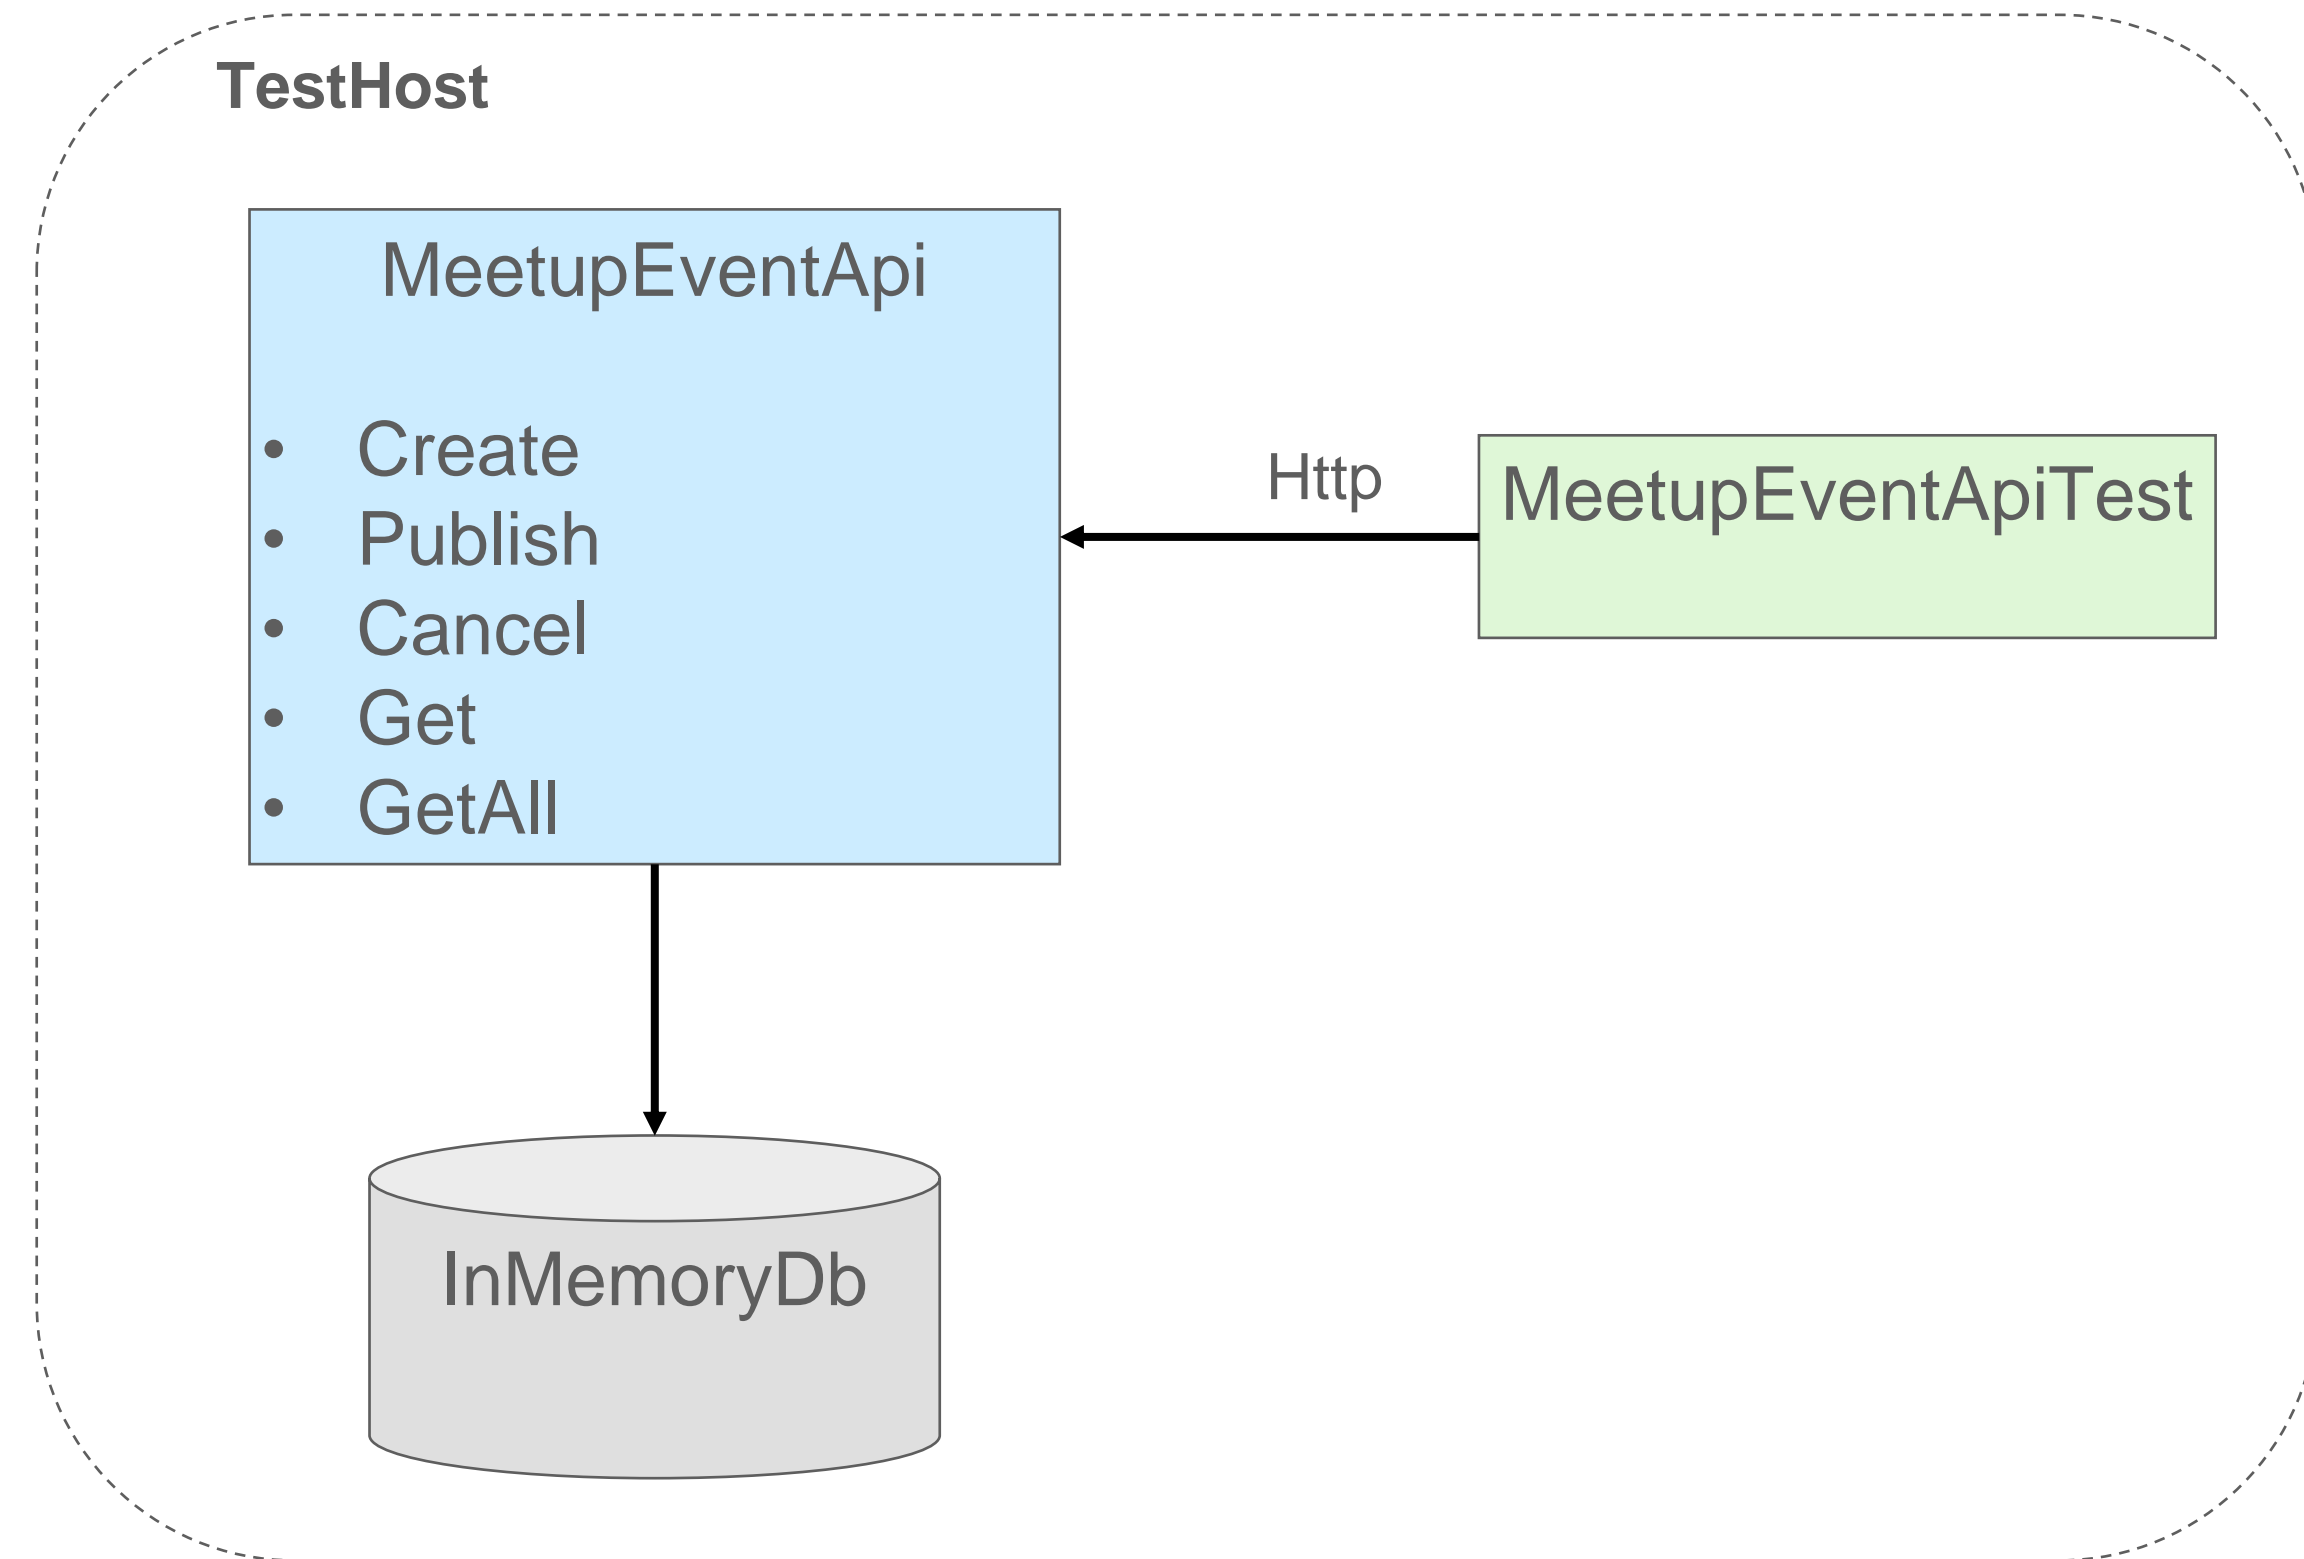 TestHost
MeetupEventApi
• Create
• Publish
• Cancel
• Get
• GetAll
Http
MeetupEventApiTest
InMemoryDb